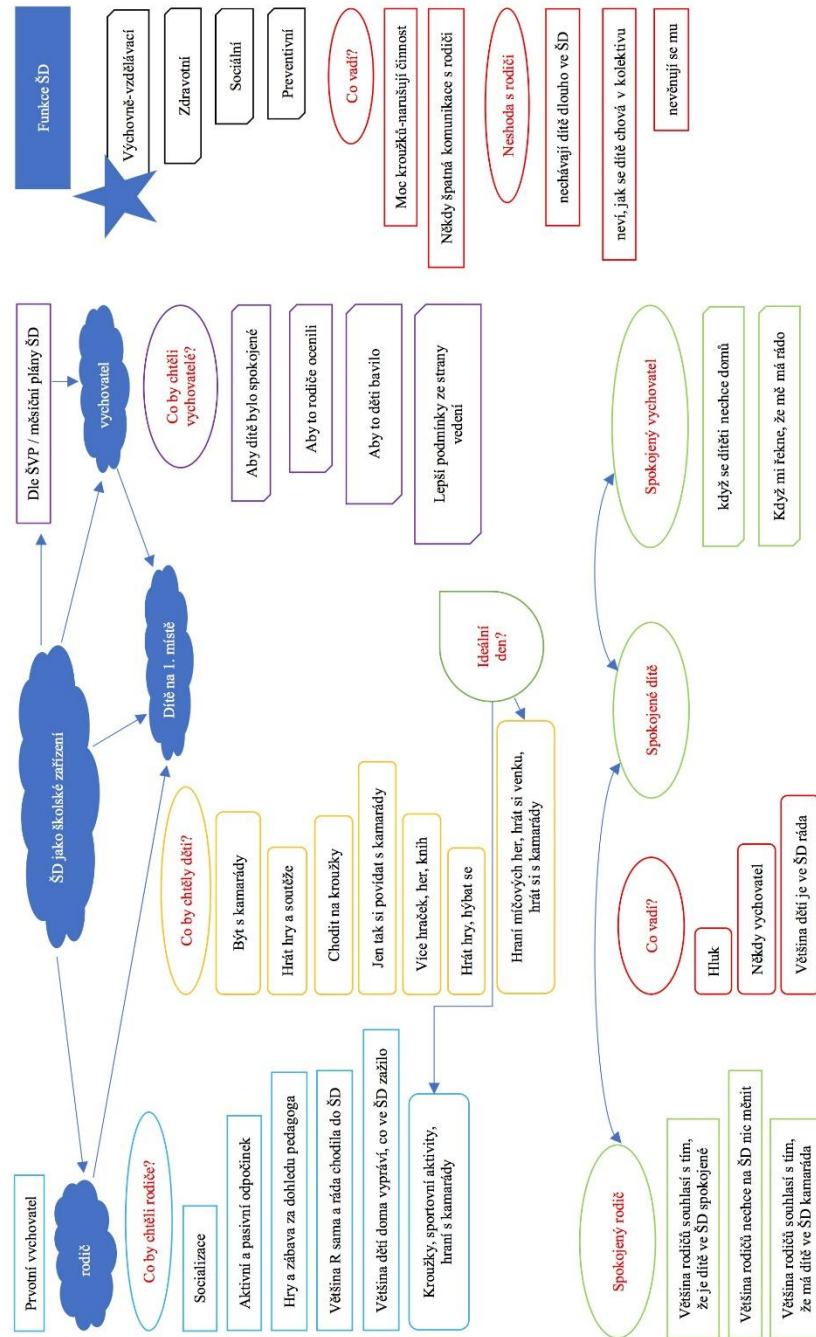 Prvotní vychovatel
rodič
Co by chtěli rodiče?
Socializace
Aktivní a pasivní odpočinek
Hry a zábava za dohledu pedagoga
Většina R sama a ráda chodila do ŠD
Většina dětí doma vypráví, co ve ŠD zažilo
Kroužky, sportovní aktivity,
hraní s kamarády
ŠD jako školské zařízení
Dítě na 1. místě
Co by chtěly děti?
Být s kamarády
Hrát hry a soutěže
Chodit na kroužky
Jen tak si povídat s kamarády
Více hraček, her, knih
Hrát hry, hýbat se
Hraní míčových her, hrát si venku,
hrát si s kamarády
Ideální
den?
Dle ŠVP / měsíční plány ŠD
vychovatel
Co by chtěli
vychovatelé?
Aby dítě bylo spokojené
Aby to rodiče ocenili
Aby to děti bavilo
Lepší podmínky ze strany
vedení
Funkce ŠD
Výchovně-vzdělávací
Zdravotní
Sociální
Preventivní
Co vadí?
Moc kroužků-narušují činnost
Někdy špatná komunikace s rodiči
Neshoda s rodiči
nechávají dítě dlouho ve ŠD
neví, jak se dítě chová v kolektivu
nevěnují se mu
Spokojený rodič
Většina rodičů souhlasí s tím,
že je dítě ve ŠD spokojené
Většina rodičů nechce na ŠD nic měnit
Většina rodičů souhlasí s tím,
že má dítě ve ŠD kamaráda
Co vadí?
Hluk
Někdy vychovatel
Většina dětí je ve ŠD ráda
Spokojené dítě
Spokojený vychovatel
když se dítěti nechce domů
Když mi řekne, že mě má rádo